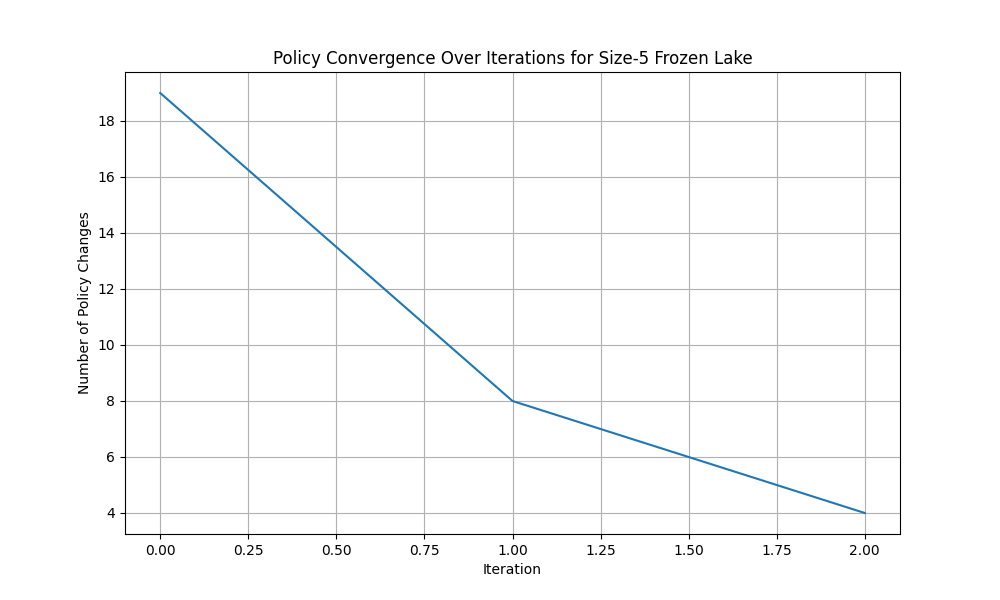 Policy Convergence Over Iterations for Size-5 Frozen Lake
Number of Policy Changes
18
16
14
12
10
8
6
4
0.00 0.25 0.50 0.75 1.00 1.25 1.50 1.75 2.00
Iteration